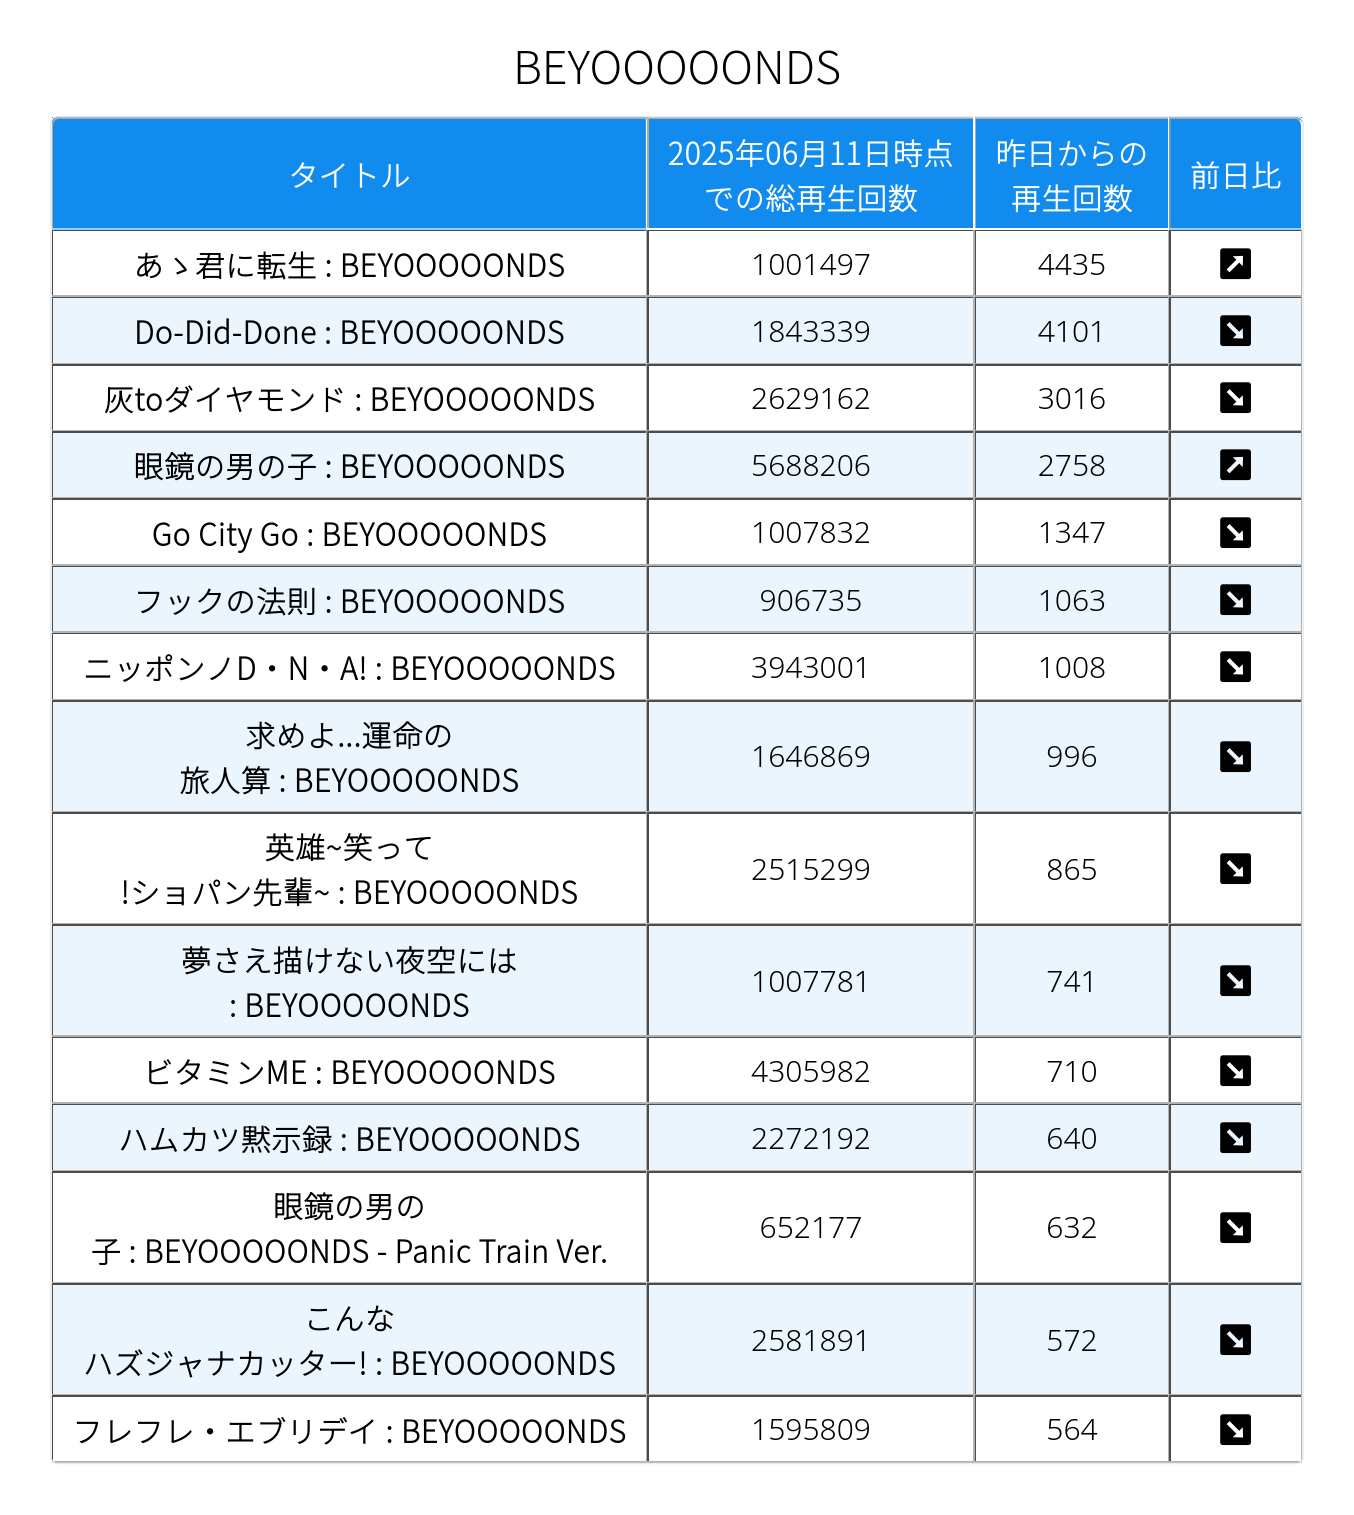 BEYOOOOONDS
タイトル
2025年06月11日時点
での総再生回数
昨日からの
再生回数
前日比
あゝ君に転生 : BEYOOOOONDS
1001497
4435
Do-Did-Done : BEYOOOOONDS
1843339
4101
灰toダイヤモンド : BEYOOOOONDS
2629162
3016
眼鏡の男の子 : BEYOOOOONDS
5688206
2758
Go City Go : BEYOOOOONDS
1007832
1347
フックの法則 : BEYOOOOONDS
906735
1063
ニッポンノD・N・A! : BEYOOOOONDS
3943001
1008
求めよ...運命の
旅人算 : BEYOOOOONDS
1646869
996
英雄~笑って
!ショパン先輩~ : BEYOOOOONDS
2515299
865
夢さえ描けない夜空には
: BEYOOOOONDS
1007781
741
ビタミンME : BEYOOOOONDS
4305982
710
ハムカツ黙示録 : BEYOOOOONDS
2272192
640
眼鏡の男の
子 : BEYOOOOONDS - Panic Train Ver.
652177
632
こんな
ハズジャナカッター! : BEYOOOOONDS
2581891
572
フレフレ・エブリデイ : BEYOOOOONDS
1595809
564